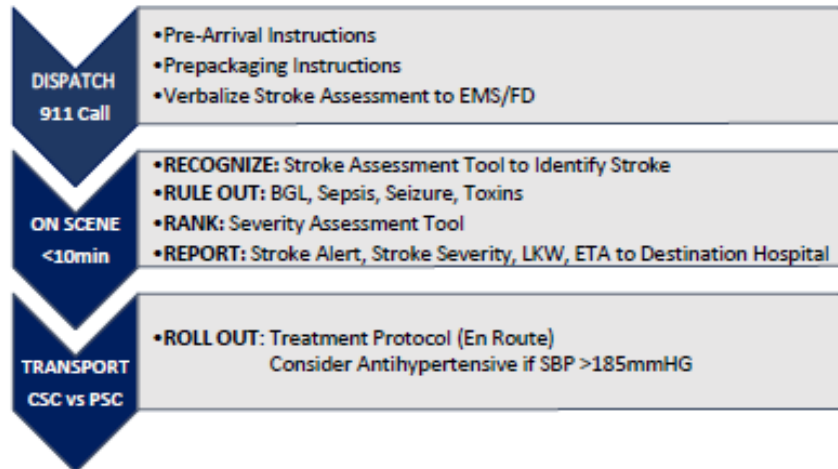 DISPATCH
911 Call
•Pre-Arrival Instructions
•Prepackaging Instructions
•Verbalize Stroke Assessment to EMS/FD
ON SCENE
<10min
•RECOGNIZE: Stroke Assessment Tool to Identify Stroke
•RULE OUT: BGL, Sepsis, Seizure, Toxins
•RANK: Severity Assessment Tool
•REPORT: Stroke Alert, Stroke Severity, LKW, ETA to Destination Hospital
TRANSPORT
CSC vs PSC
•ROLL OUT: Treatment Protocol (En Route)
Consider Antihypertensive if SBP >185mmHG